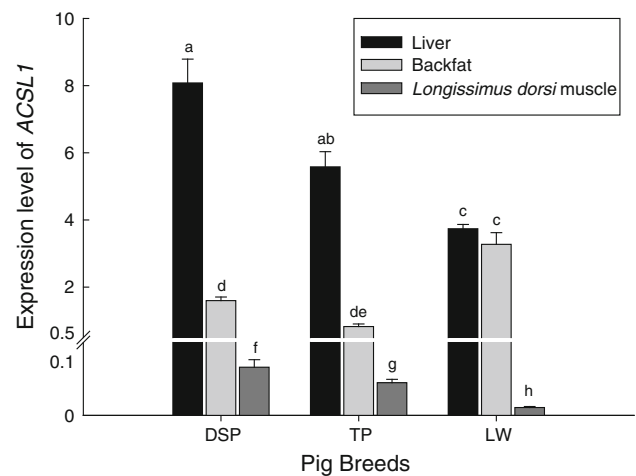 10
8
6
4
2
0.5
0.1
0
Expression level of ACSL1
Liver
Backfat
Longissimus dorsi muscle
a
ab
c
c
d
de
f
g
h
DSP
TP
LW
Pig Breeds